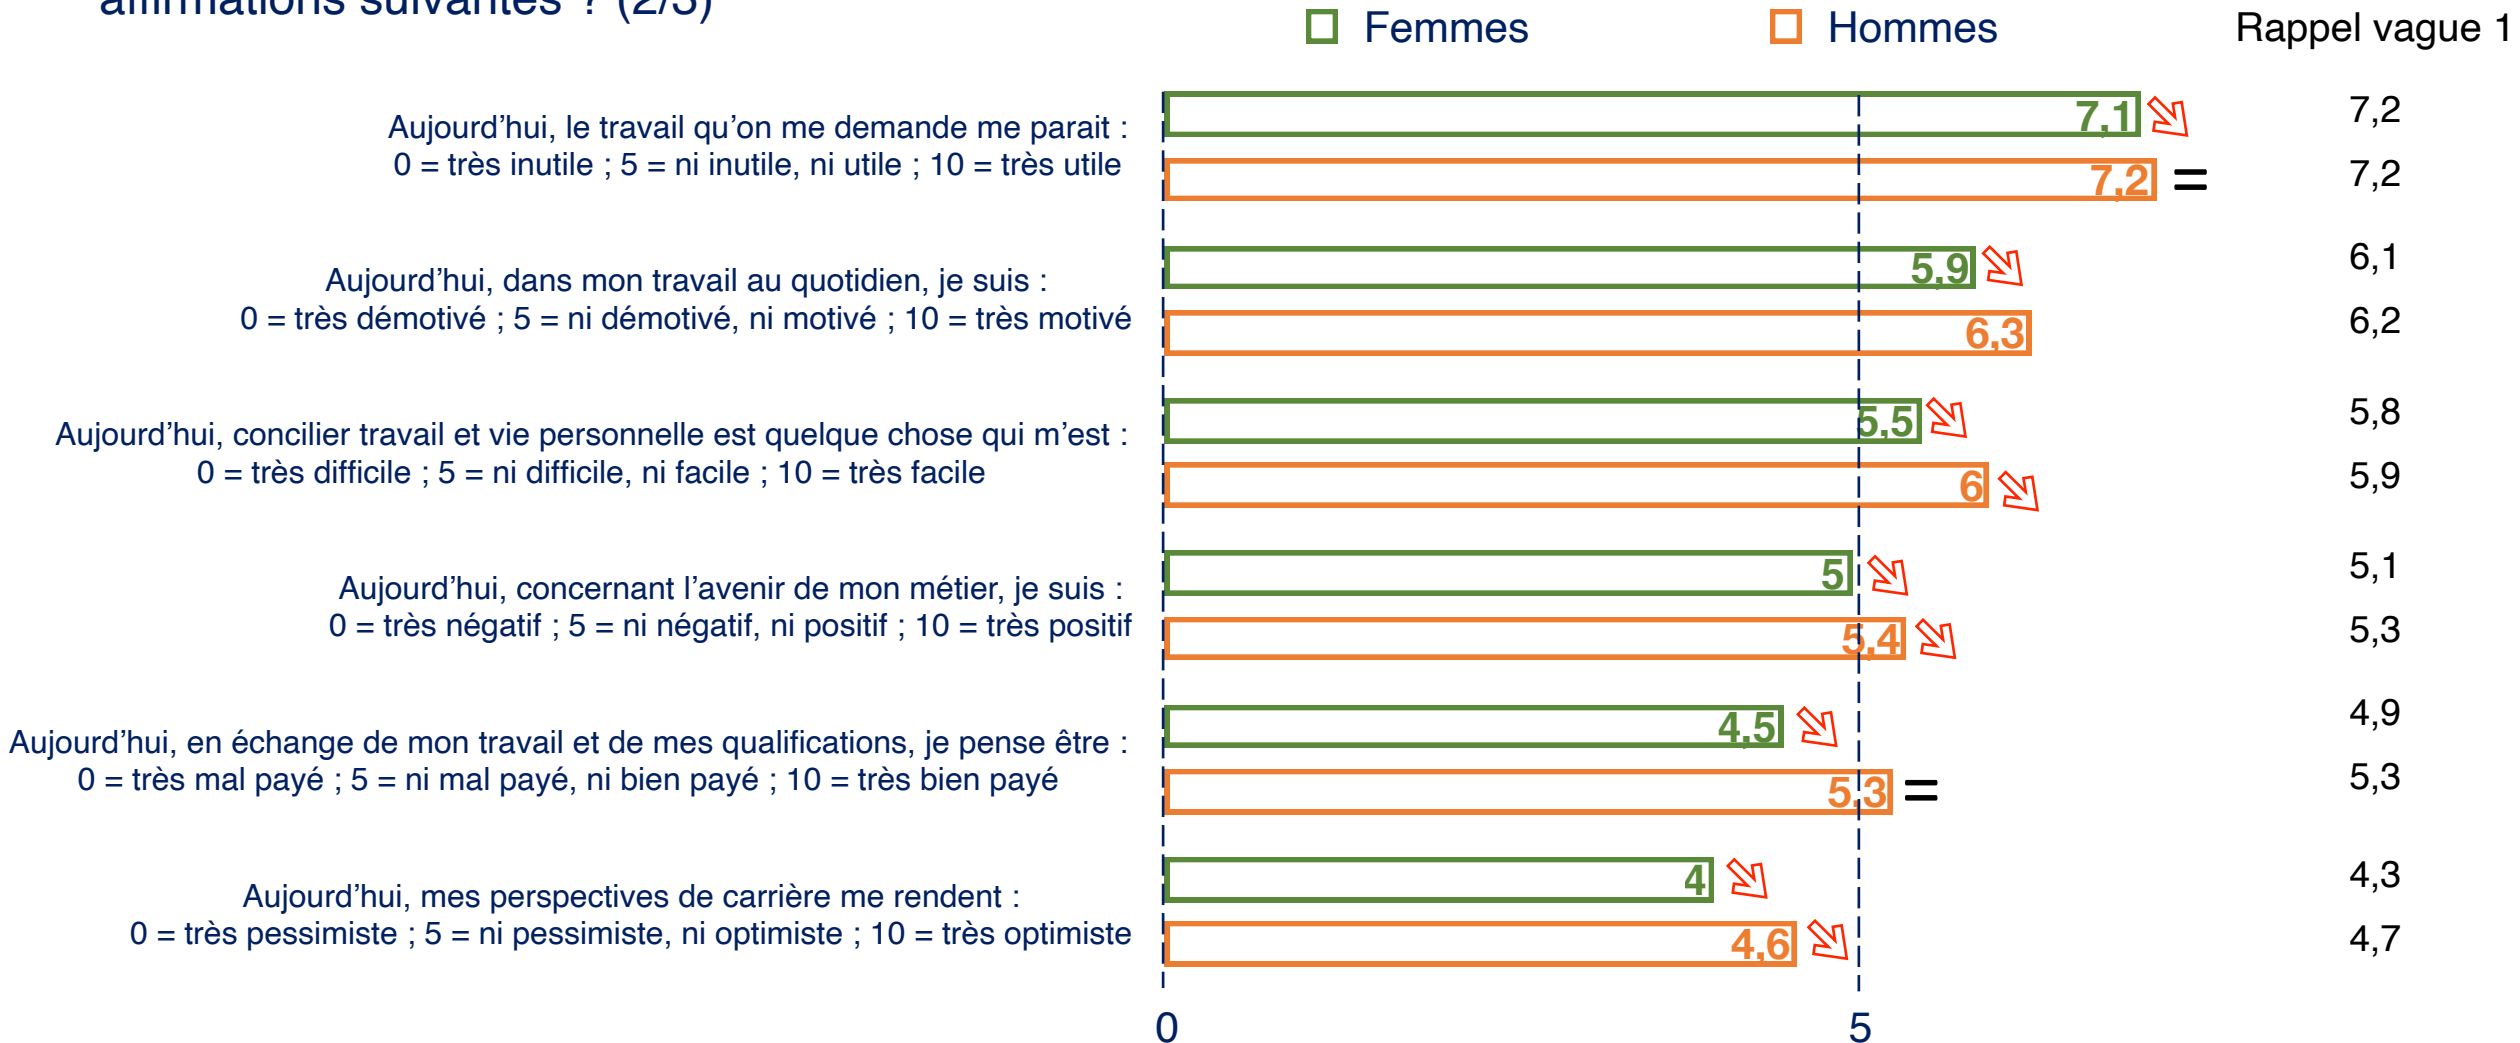 affirmations suivantes ? (2/3)
Femmes
Hommes
Rappel vague 1
Aujourd’hui, le travail qu’on me demande me parait :
0 = très inutile ; 5 = ni inutile, ni utile ; 10 = très utile
7,1
7,2
7,2
=
7,2
Aujourd’hui, dans mon travail au quotidien, je suis :
0 = très démotivé ; 5 = ni démotivé, ni motivé ; 10 = très motivé
5,9
6,1
6,3
6,2
Aujourd’hui, concilier travail et vie personnelle est quelque chose qui m’est :
0 = très difficile ; 5 = ni difficile, ni facile ; 10 = très facile
5,5
5,8
6
5,9
Aujourd’hui, concernant l’avenir de mon métier, je suis :
0 = très négatif ; 5 = ni négatif, ni positif ; 10 = très positif
5
5,1
5,4
5,3
Aujourd’hui, en échange de mon travail et de mes qualifications, je pense être :
0 = très mal payé ; 5 = ni mal payé, ni bien payé ; 10 = très bien payé
4,5
4,9
5,3
=
5,3
Aujourd’hui, mes perspectives de carrière me rendent :
0 = très pessimiste ; 5 = ni pessimiste, ni optimiste ; 10 = très optimiste
4
4,3
4,6
4,7
0
5